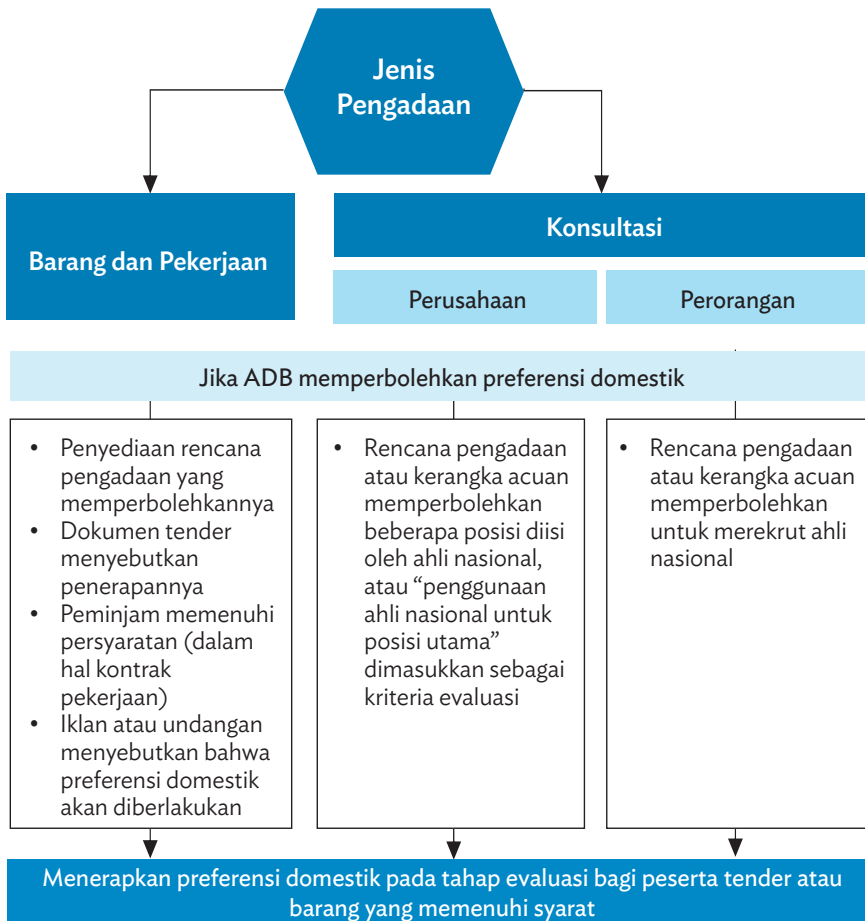 Jenis
Pengadaan
Barang dan Pekerjaan
Konsultasi
Perusahaan
Perorangan
Jika ADB memperbolehkan preferensi domestik
• Penyediaan rencana
pengadaan yang
memperbolehkannya
• Dokumen tender
menyebutkan
penerapannya
• Peminjam memenuhi
persyaratan (dalam
hal kontrak
pekerjaan)
• Iklan atau undangan
menyebutkan bahwa
preferensi domestik
akan diberlakukan
• Rencana pengadaan
atau kerangka acuan
memperbolehkan
beberapa posisi diisi
oleh ahli nasional,
atau “penggunaan
ahli nasional untuk
posisi utama”
dimasukkan sebagai
kriteria evaluasi
• Rencana pengadaan
atau kerangka acuan
memperbolehkan
untuk merekrut ahli
nasional
Menerapkan preferensi domestik pada tahap evaluasi bagi peserta tender atau
barang yang memenuhi syarat